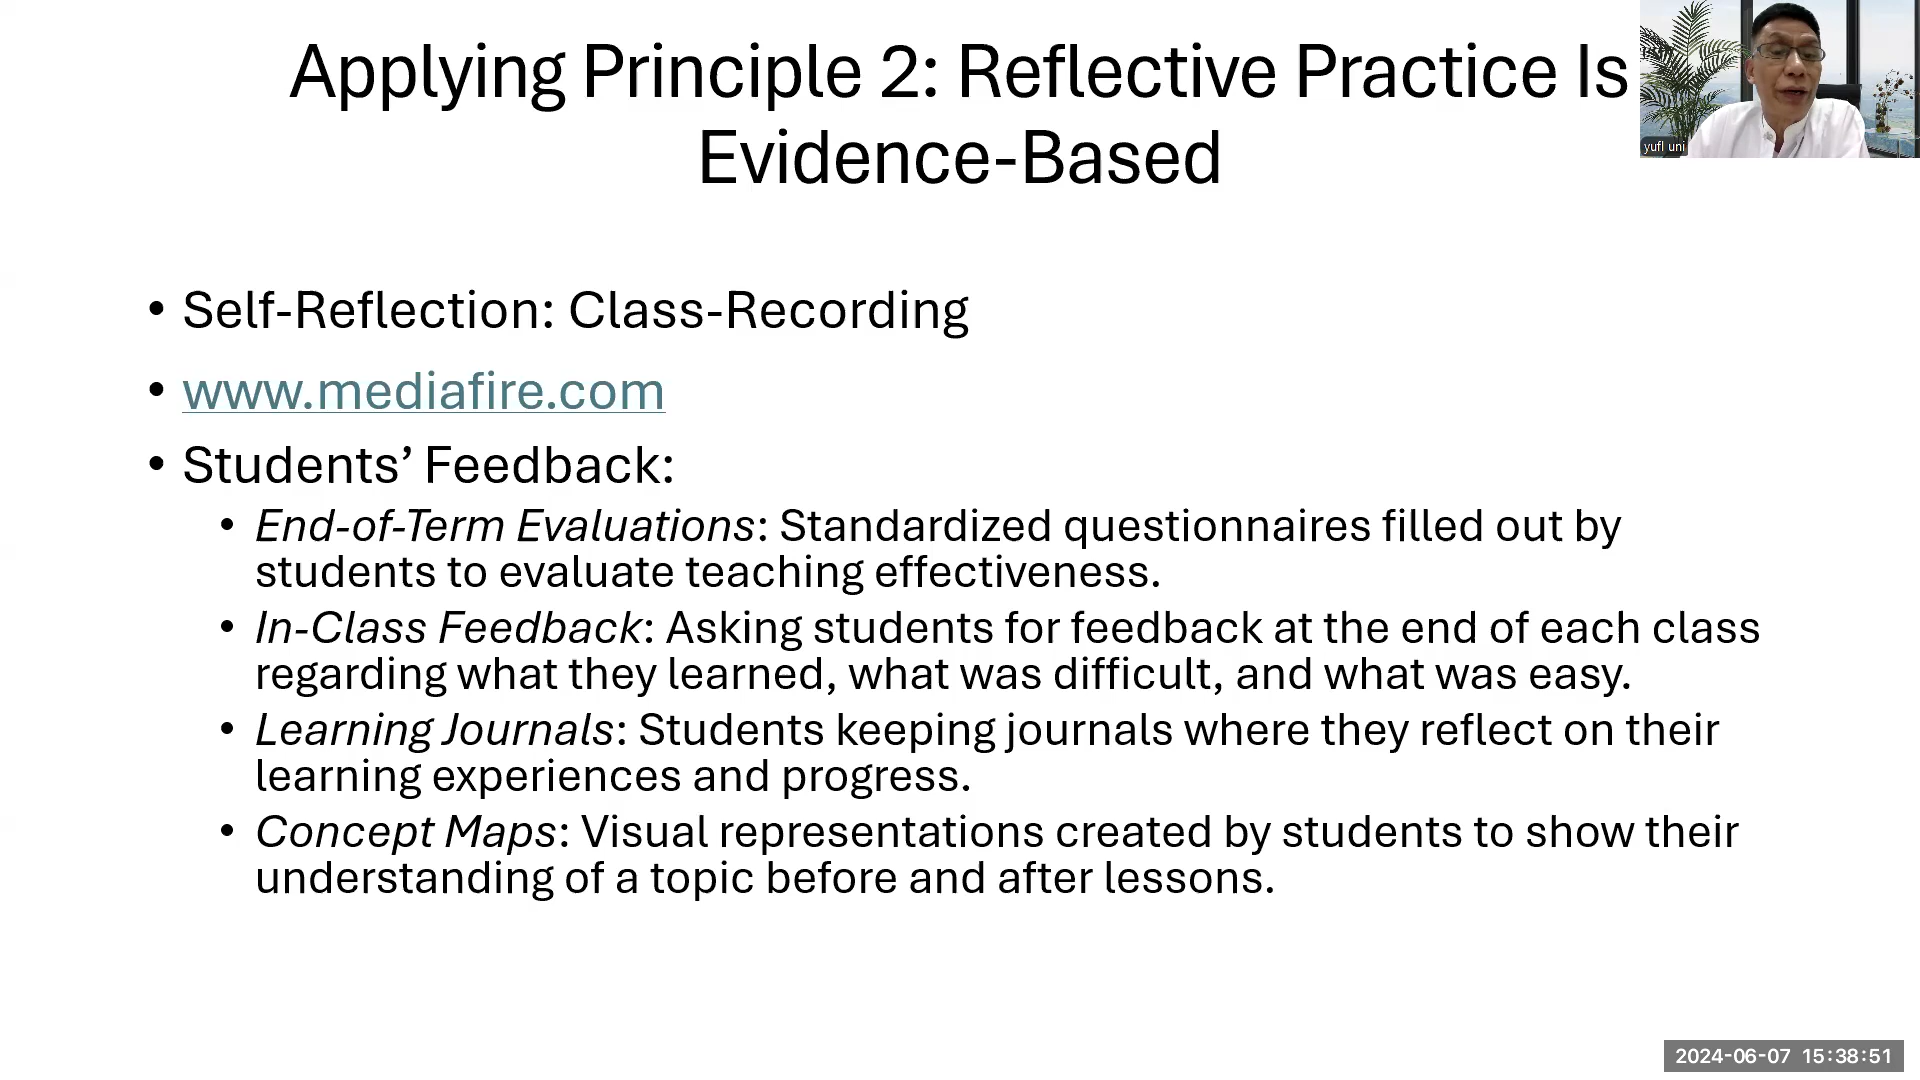 Applying Principle 2: Reflective Practice Is
Evidence-Based
yufl uni
• Self-Reflection: Class-Recording
• www.mediafire.com
• Students’ Feedback:
• End-of-Term Evaluations: Standardized questionnaires filled out by
students to evaluate teaching effectiveness.
• In-Class Feedback: Asking students for feedback at the end of each class
regarding what they learned, what was difficult, and what was easy.
• Learning Journals: Students keeping journals where they reflect on their
learning experiences and progress.
• Concept Maps: Visual representations created by students to show their
understanding of a topic before and after lessons.
2024-06-07 15:38:51